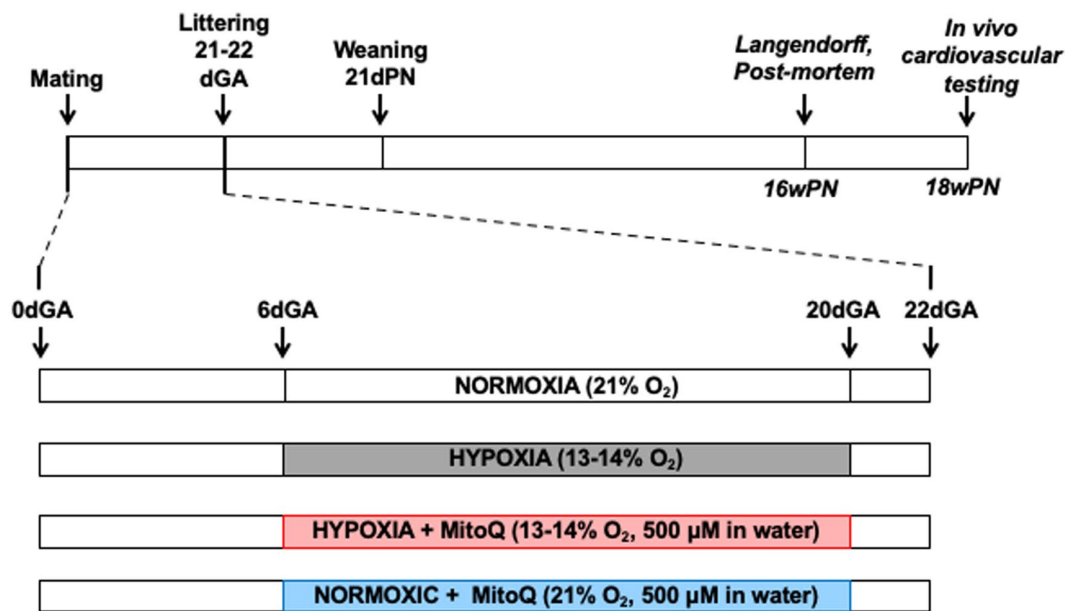 Mating
Littering
21-22
dGA
Weaning
21dPN
Langendorff,
Post-mortem
In vivo
cardiovascular
testing
16wPN
18wPN
0dGA
6dGA
20dGA
22dGA
NORMOXIA (21% O₂)
HYPOXIA (13-14% O₂)
HYPOXIA + MitoQ (13-14% O₂, 500 µM in water)
NORMOXIC + MitoQ (21% O₂, 500 µM in water)